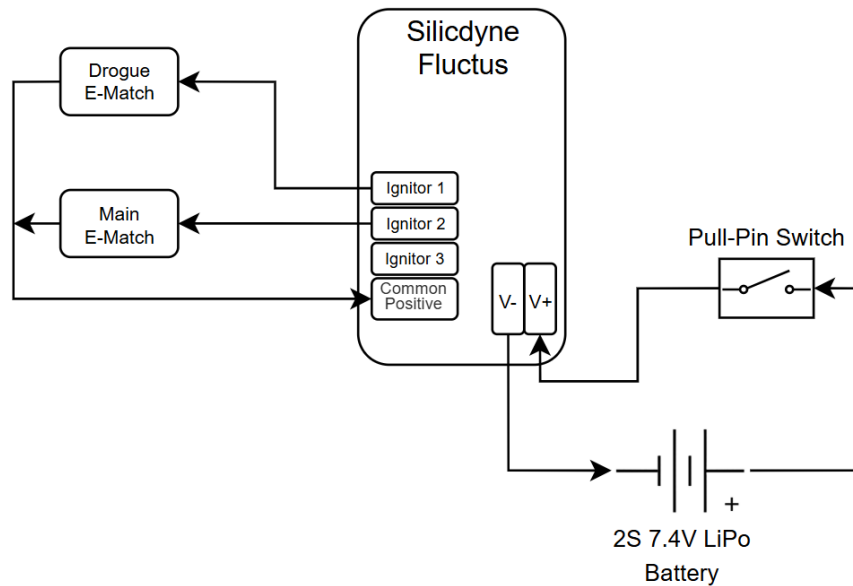 Silicdyne
Fluctus
Drogue
E-Match
Ignitor 1
Main
E-Match
Ignitor 2
Ignitor 3
Common
Positive
V-
V+
Pull-Pin Switch
+
2S 7.4V LiPo
Battery